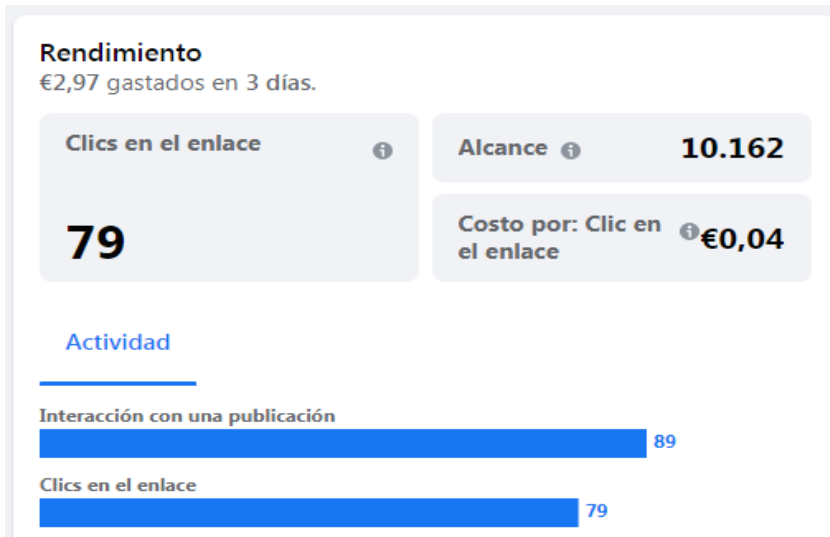 Rendimiento
€2,97 gastados en 3 días.
Clics en el enlace
79
Alcance
10.162
Costo por: Clic en
el enlace
€0,04
Actividad
Interacción con una publicación
89
Clics en el enlace
79